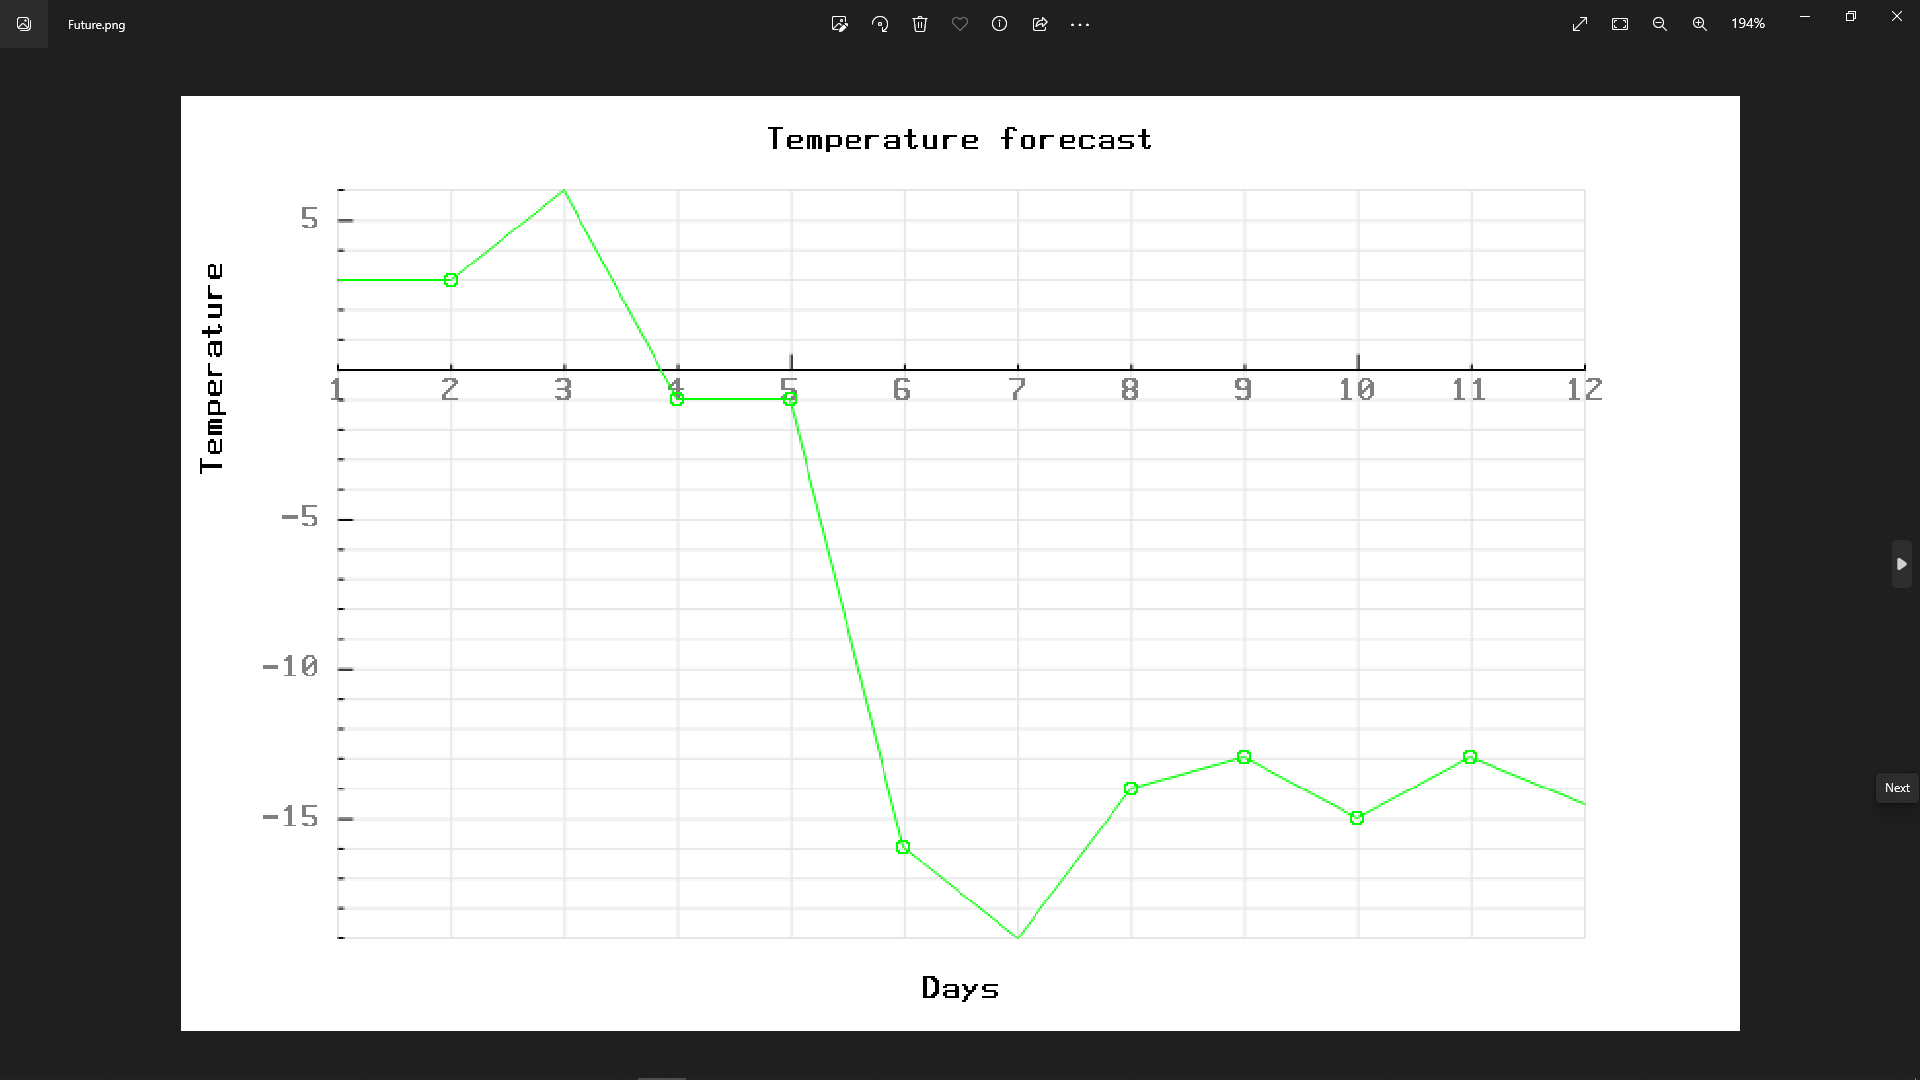 Future.png
194%
Temperature forecast
Temperature
5
1 2 3 4 5 6 7 8 9 10 11 12
-5
-10
-15
Days
Next